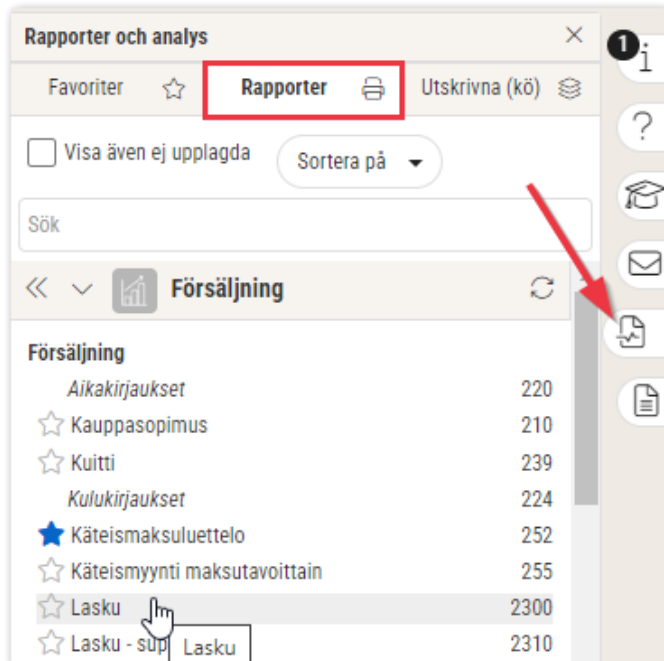 Rapporter och analys
1
Favoriter Rapporter Utskrivna (kö)
Visa även ej upplagda Sortera på
Sök
Försäljning
Försäljning
Aikakirjaukset 220
Kauppasopimus 210
Kuitti 239
Kulukirjaukset 224
Käteismaksuluettelo 252
Käteismyynti maksutavoittain 255
Lasku 2300
Lasku - 2310
Lasku